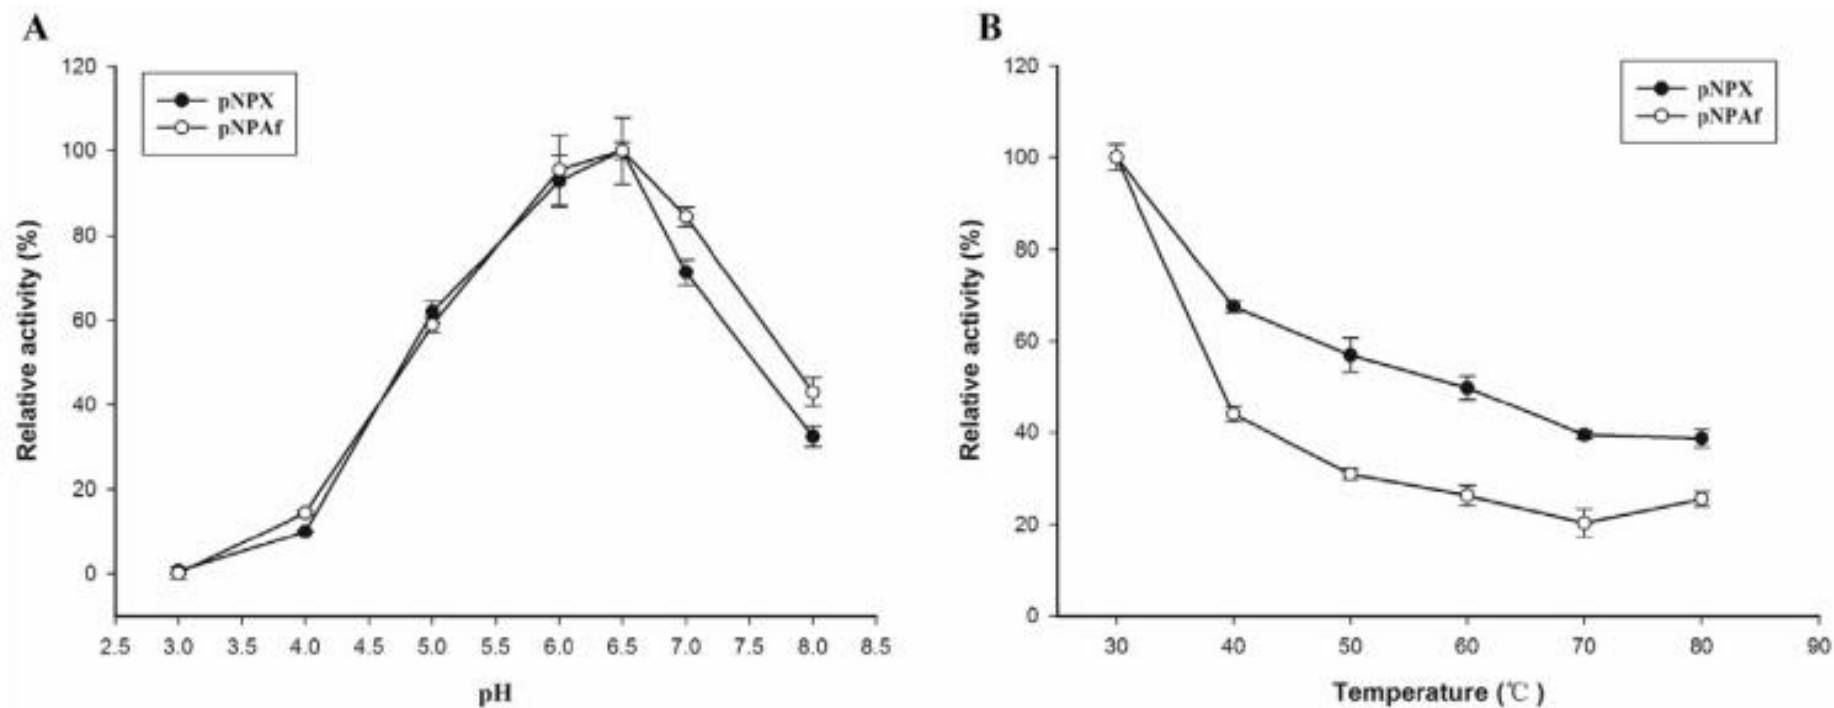 A
120
100
80
60
40
20
0
Relative activity (%)
pNPX
pNPAf
2.5 3.0 3.5 4.0 4.5 5.0 5.5 6.0 6.5 7.0 7.5 8.0 8.5
pH
B
120
100
80
60
40
20
0
Relative activity (%)
pNPX
pNPAf
30 40 50 60 70 80 90
Temperature (℃)